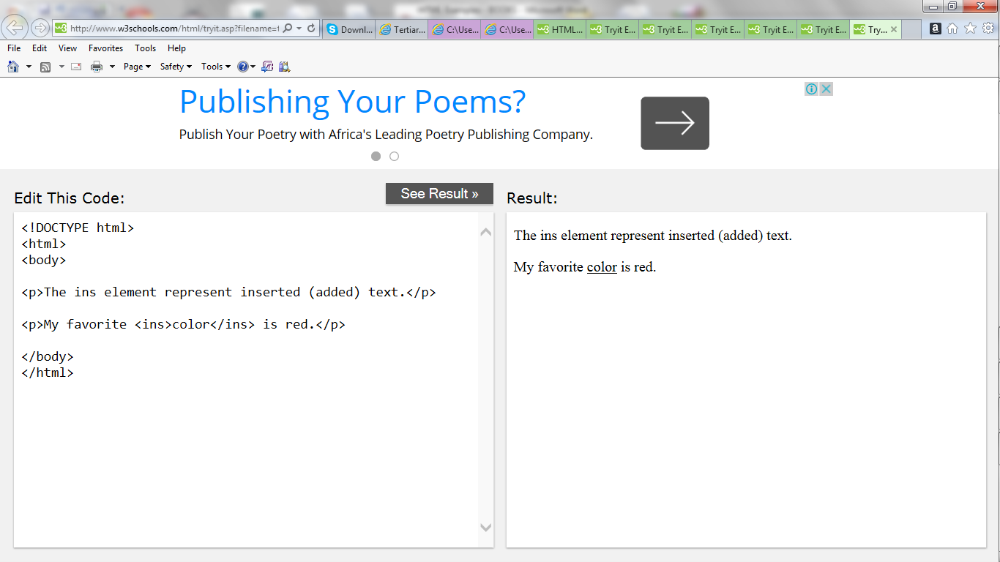 http://www.w3schools.com/html/tryit.asp?filename=t
Downl...
Tertiar...
C:\Use...
C:\Use...
HTML...
Tryit E...
Tryit E...
Tryit E...
Tryit E...
Tryit E...
Try...
File Edit View Favorites Tools Help
Page Safety Tools
Publishing Your Poems?
Publish Your Poetry with Africa's Leading Poetry Publishing Company.
Edit This Code:
See Result »
<!DOCTYPE html>
<html>
<body>
<p>The ins element represent inserted (added) text.</p>
<p>My favorite <ins>color</ins> is red.</p>
</body>
</html>
Result:
The ins element represent inserted (added) text.
My favorite color is red.